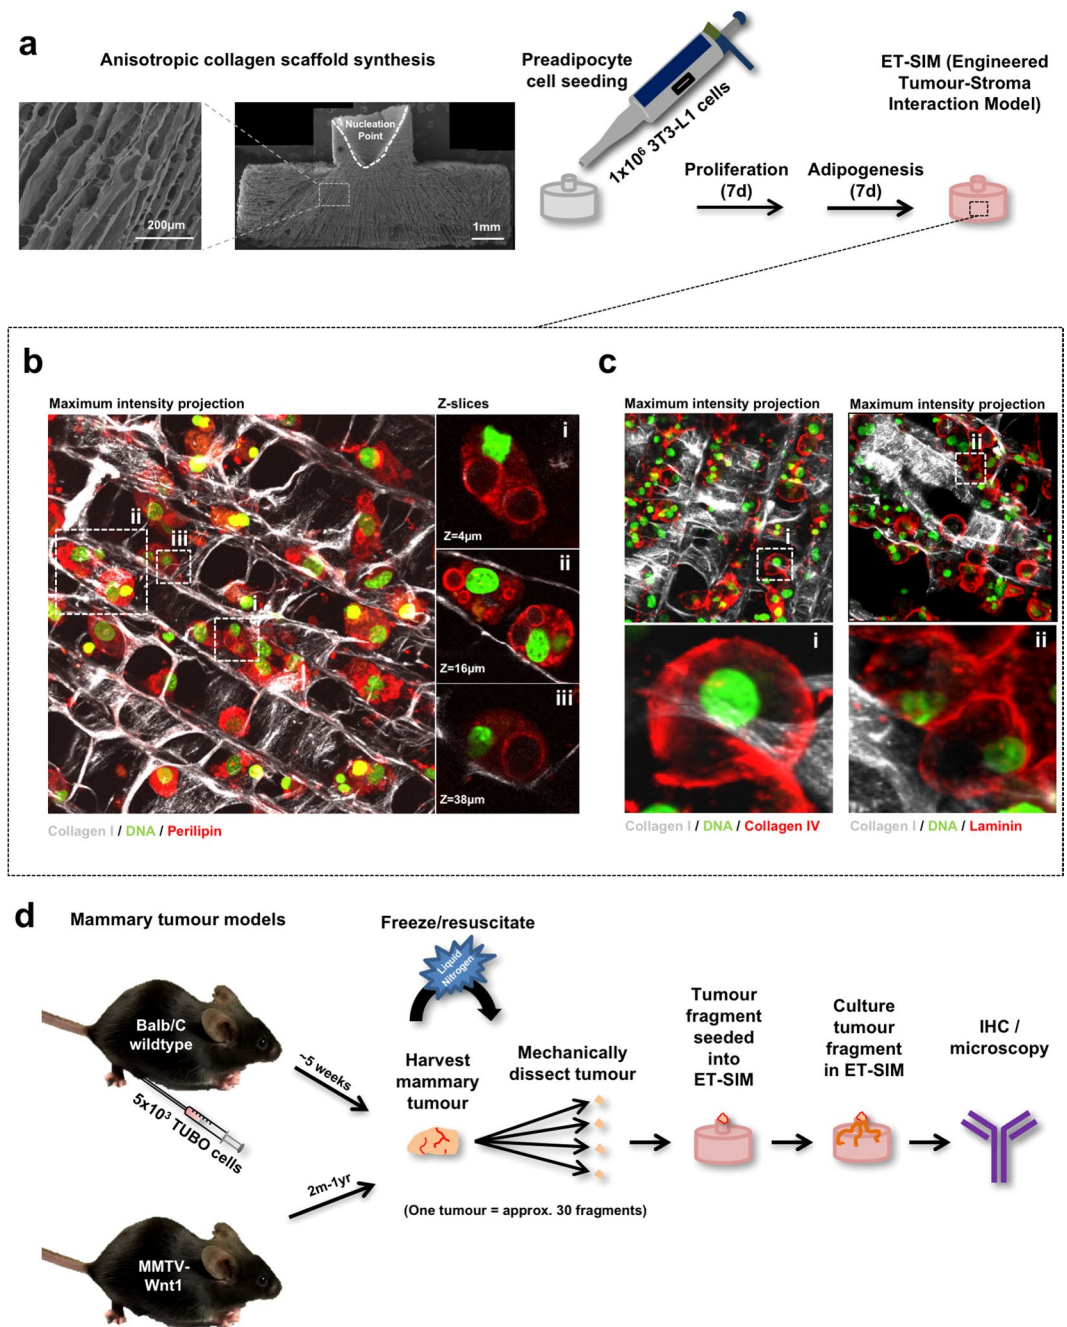 a
Anisotropic collagen scaffold synthesis
Nucleation
Point
200µm
1mm
Preadipocyte
cell seeding
1x10⁶ 3T3-L1 cells
Proliferation
(7d)
Adipogenesis
(7d)
ET-SIM (Engineered
Tumour-Stroma
Interaction Model)
b
Maximum intensity projection
Z-slices
ii
iii
i
i
Z=4µm
ii
Z=16µm
iii
Z=38µm
Collagen I / DNA / Perilipin
c
Maximum intensity projection
Maximum intensity projection
i
ii
i
ii
Collagen I / DNA / Collagen IV
Collagen I / DNA / Laminin
d
Mammary tumour models
Balb/C
wildtype
5x10³ TUBO cells
MMTV-
Wnt1
~5 weeks
2m-1yr
Freeze/resuscitate
Liquid
Nitrogen
Harvest
mammary
tumour
Mechanically
dissect tumour
(One tumour = approx. 30 fragments)
Tumour
fragment
seeded
into
ET-SIM
Culture
tumour
fragment
in ET-SIM
IHC /
microscopy